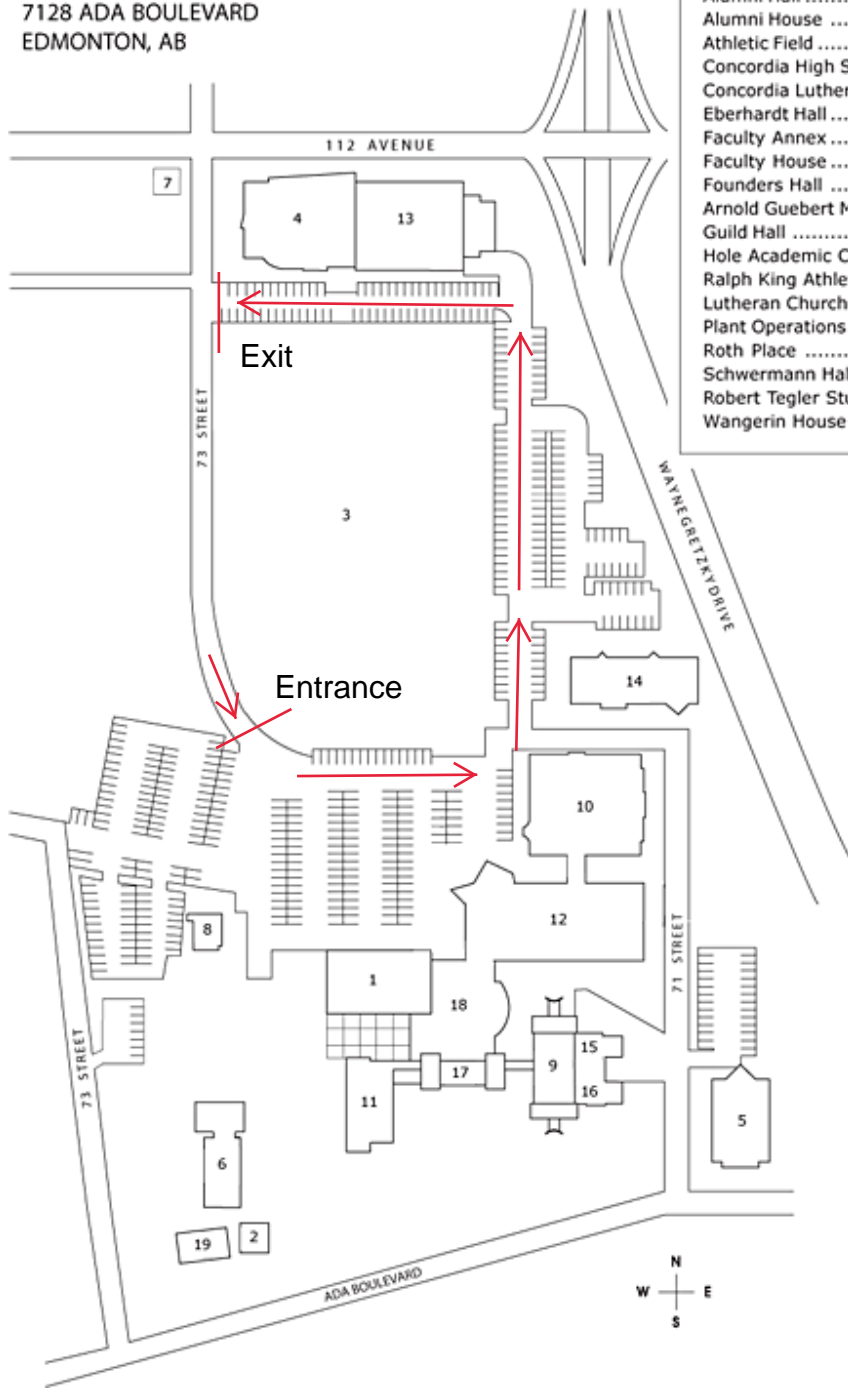 7128 ADA BOULEVARD
EDMONTON, AB
Alumni House ...
Athletic Field .....
Concordia High S
Concordia Luther
Eberhardt Hall ...
Faculty Annex ...
Faculty House ....
Founders Hall ....
Arnold Guebert M
Guild Hall .........
Hole Academic C
Ralph King Athle
Lutheran Church
Plant Operations
Roth Place .......
Schwermann Hal
Robert Tegler Stu
Wangerin House
112 AVENUE
7
4
13
Exit
73 STREET
3
WAYNEGRETZKYDRIVE
14
Entrance
10
8
12
71 STREET
1
18
73 STREET
17
9
15
16
11
5
6
19
2
ADA BOULEVARD
N
W
E
S